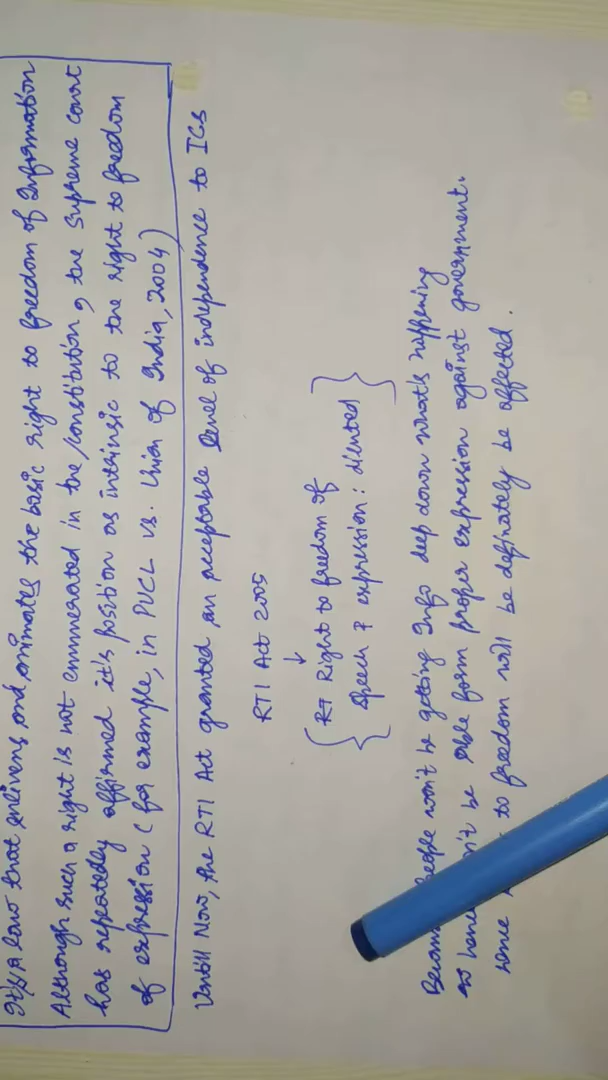 It's A law that enlivens and animates the basic right to freedom of Information
Although such a right is not enumerated in the constitution, the Supreme court
has repeatedly affirmed it's position as intrinsic to the right to freedom
of expression (for example, in PUCL vs. Union of India, 2004)
Untill Now, the RTI Act granted an acceptable level of independence to ICs
RTI Act 2005
↓
{ RT Right to freedom of
speech & expression: diluted }
people won't be getting Info deep down what's happening
be able form proper expression against government.
hence to freedom will be definately be affected.